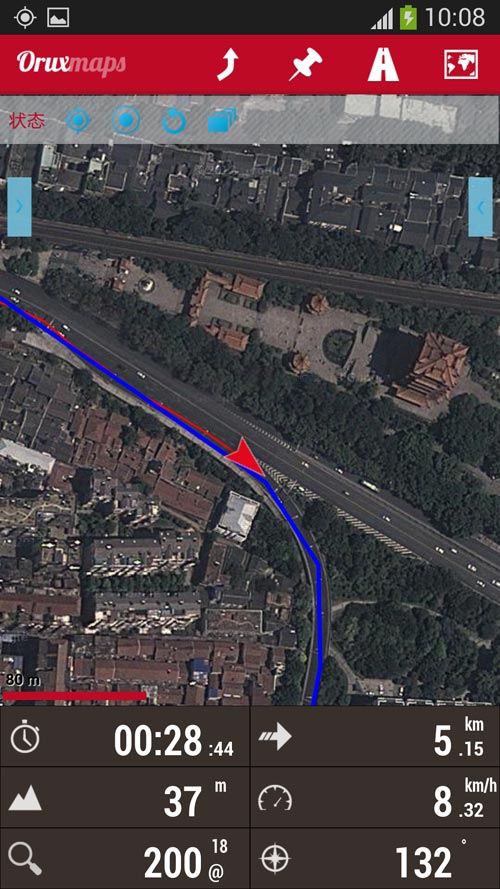 10:08
Oruxmaps
状态
80 m
00:28 :44
5 .15 km
37 m
8 .32 km/h
200 @ 18
132 °